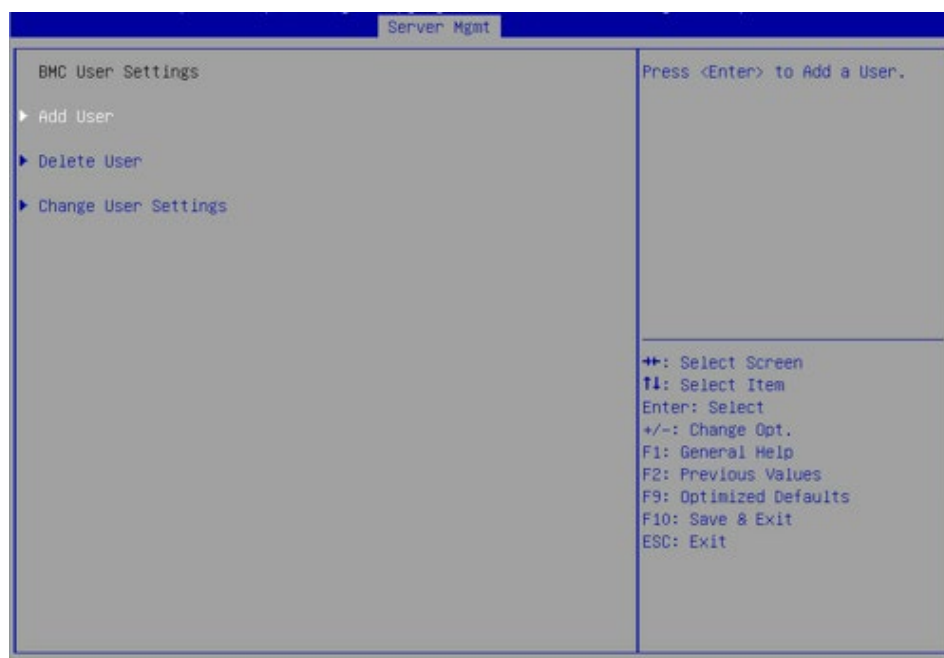 Server Mgmt
BMC User Settings
Add User
Delete User
Change User Settings
Press <Enter> to Add a User.
→←: Select Screen
↑↓: Select Item
Enter: Select
+/-: Change Opt.
F1: General Help
F2: Previous Values
F9: Optimized Defaults
F10: Save & Exit
ESC: Exit